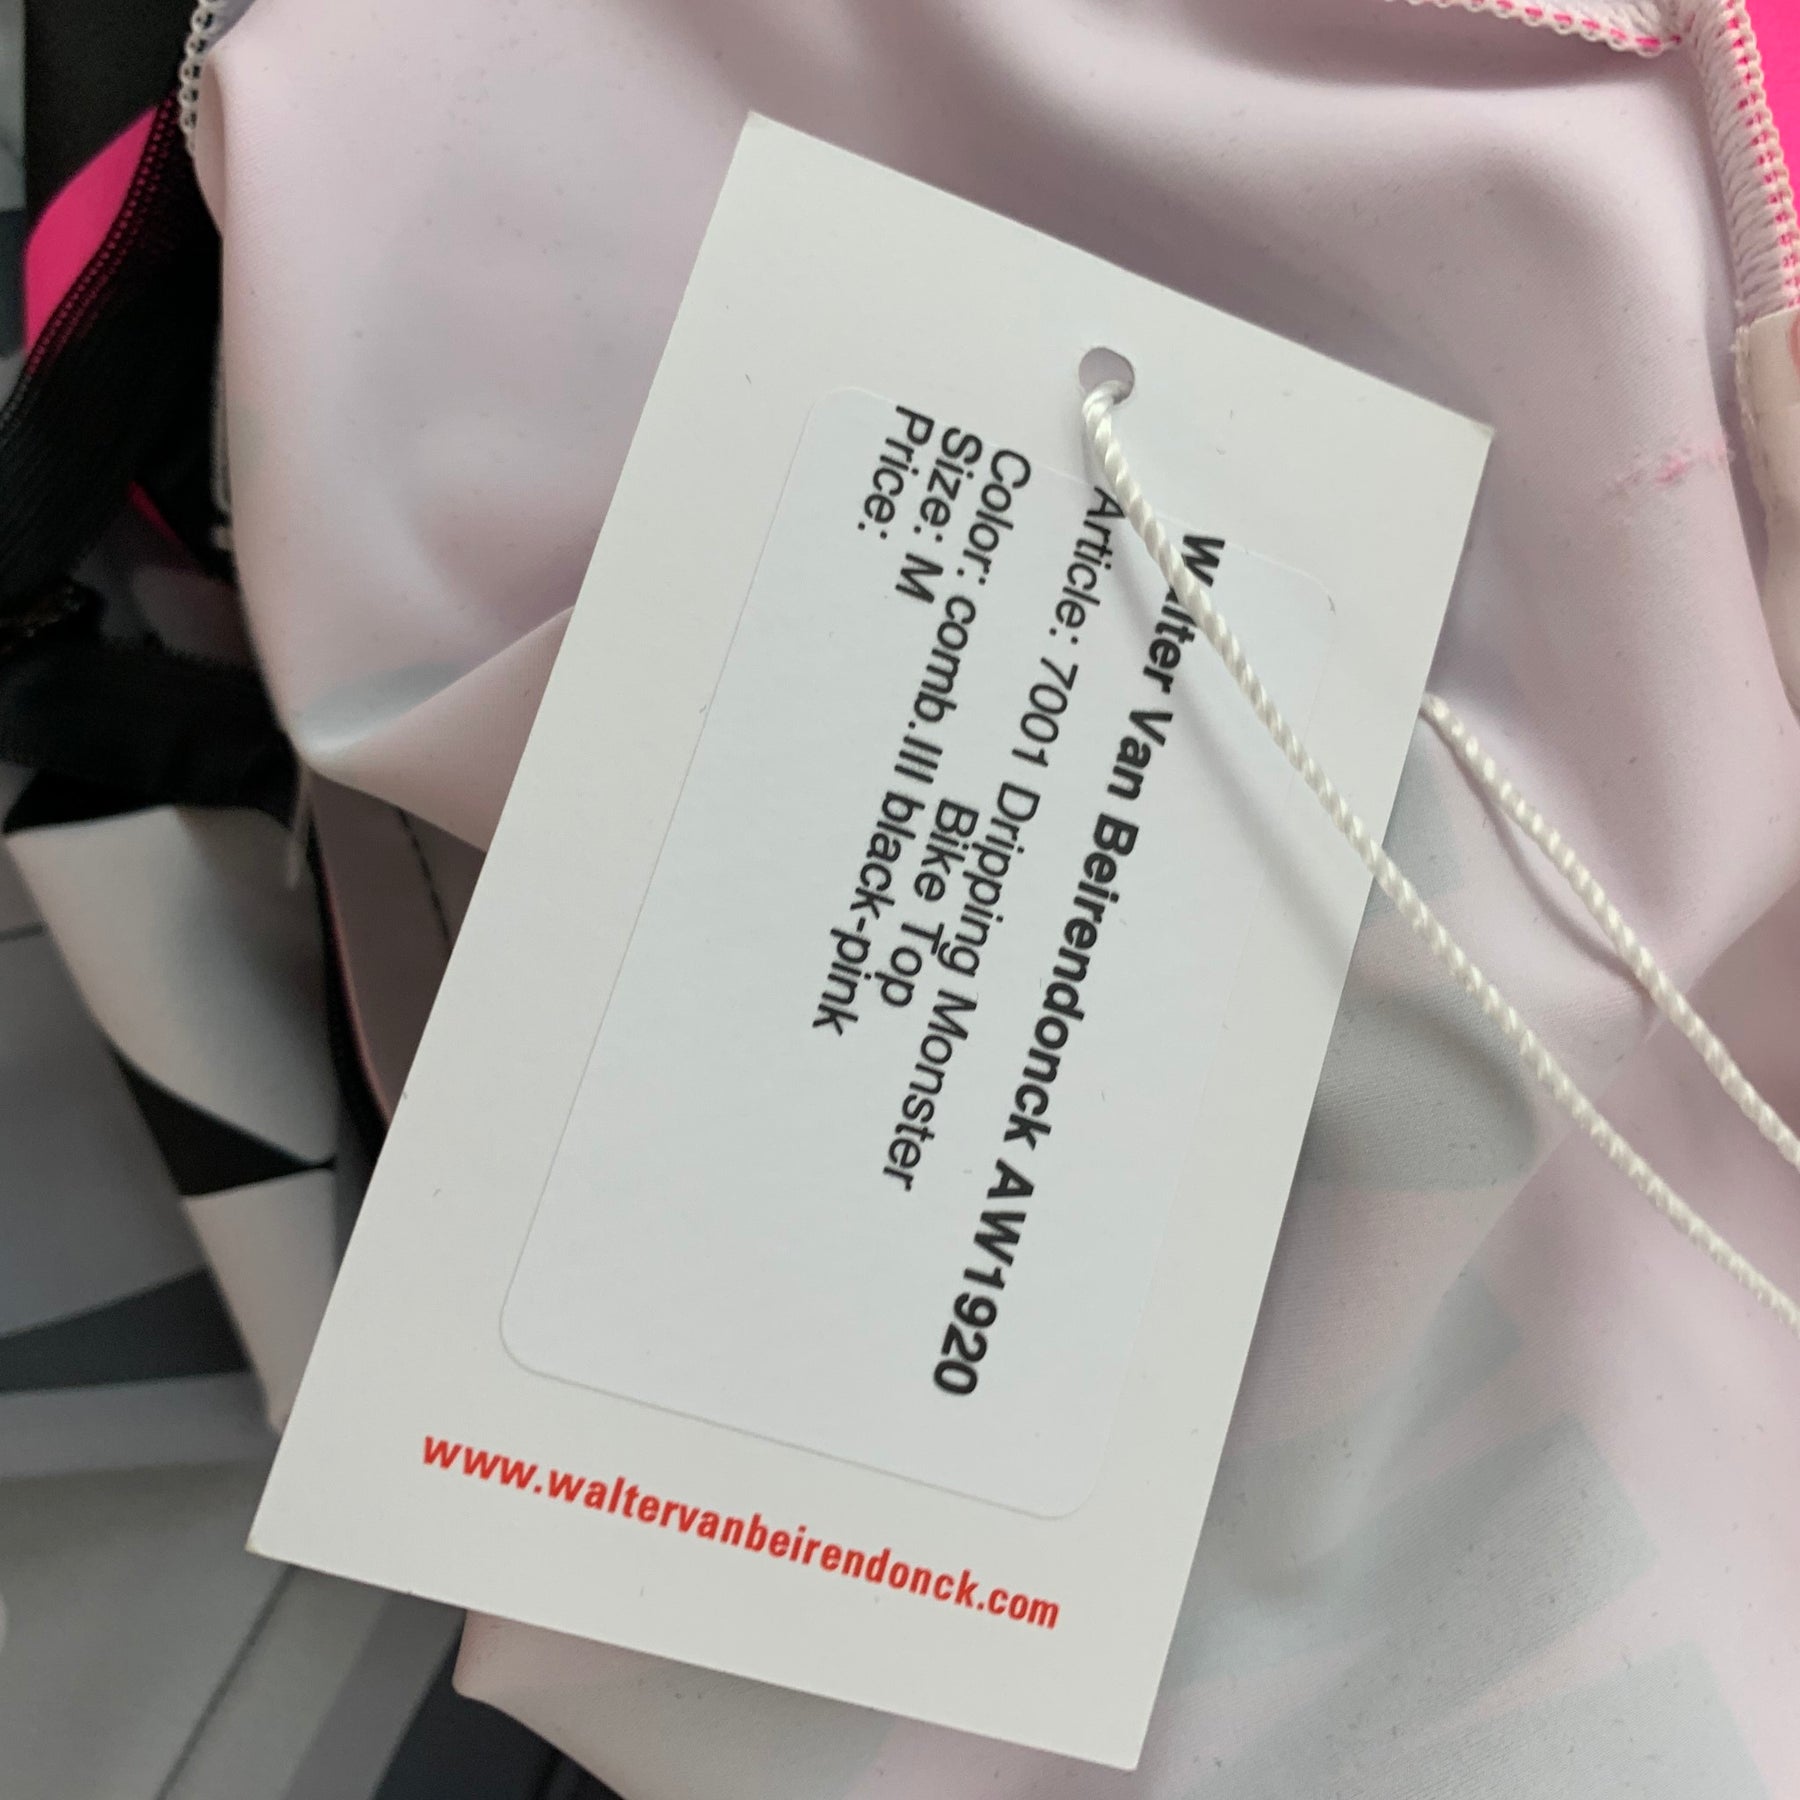 Walter Van Beirendonck AW1920
Article: 7001 Dripping Monster
Bike Top
Color: comb.III black-pink
Size: M
Price:
www.waltervanbeirendonck.com